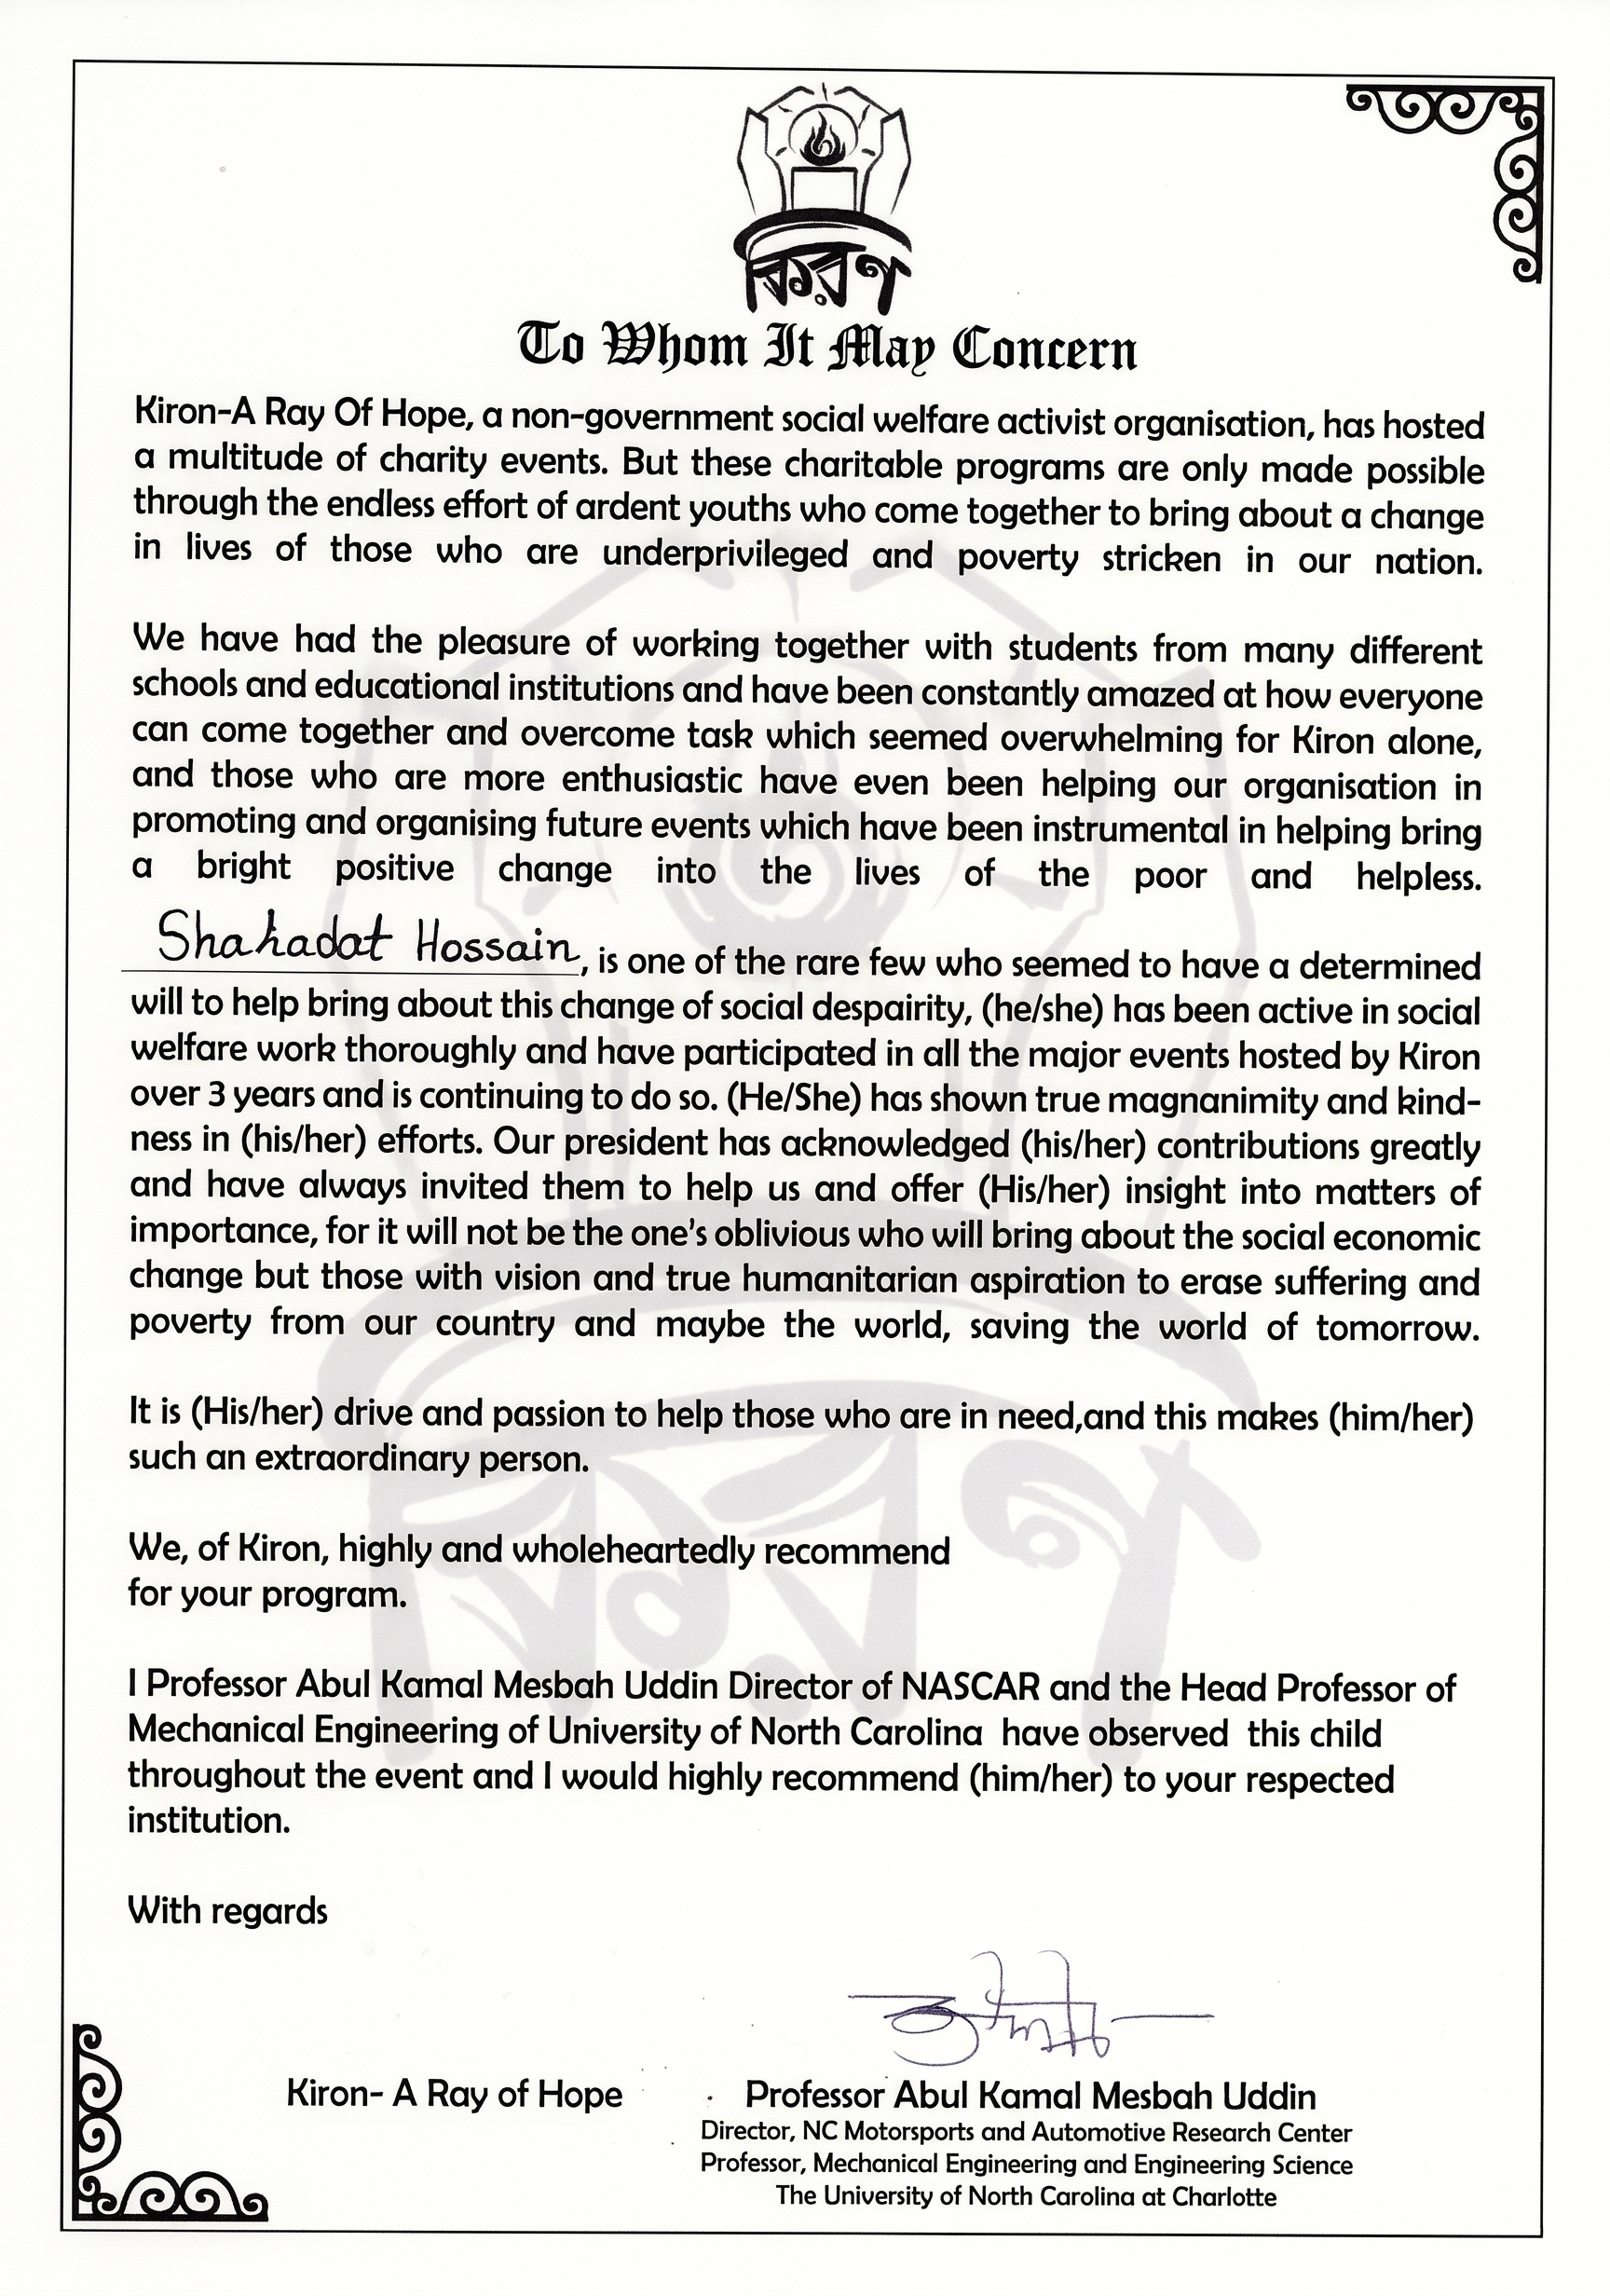 কিরণ
To Whom It May Concern
Kiron-A Ray Of Hope, a non-government social welfare activist organisation, has hosted
a multitude of charity events. But these charitable programs are only made possible
through the endless effort of ardent youths who come together to bring about a change
in lives of those who are underprivileged and poverty stricken in our nation.
We have had the pleasure of working together with students from many different
schools and educational institutions and have been constantly amazed at how everyone
can come together and overcome task which seemed overwhelming for Kiron alone,
and those who are more enthusiastic have even been helping our organisation in
promoting and organising future events which have been instrumental in helping bring
a bright positive change into the lives of the poor and helpless.
Shahadat Hossain, is one of the rare few who seemed to have a determined
will to help bring about this change of social despairity, (he/she) has been active in social
welfare work thoroughly and have participated in all the major events hosted by Kiron
over 3 years and is continuing to do so. (He/She) has shown true magnanimity and kind-
ness in (his/her) efforts. Our president has acknowledged (his/her) contributions greatly
and have always invited them to help us and offer (His/her) insight into matters of
importance, for it will not be the one's oblivious who will bring about the social economic
change but those with vision and true humanitarian aspiration to erase suffering and
poverty from our country and maybe the world, saving the world of tomorrow.
It is (His/her) drive and passion to help those who are in need,and this makes (him/her)
such an extraordinary person.
We, of Kiron, highly and wholeheartedly recommend
for your program.
I Professor Abul Kamal Mesbah Uddin Director of NASCAR and the Head Professor of
Mechanical Engineering of University of North Carolina have observed this child
throughout the event and I would highly recommend (him/her) to your respected
institution.
With regards
Kiron- A Ray of Hope
Professor Abul Kamal Mesbah Uddin
Director, NC Motorsports and Automotive Research Center
Professor, Mechanical Engineering and Engineering Science
The University of North Carolina at Charlotte